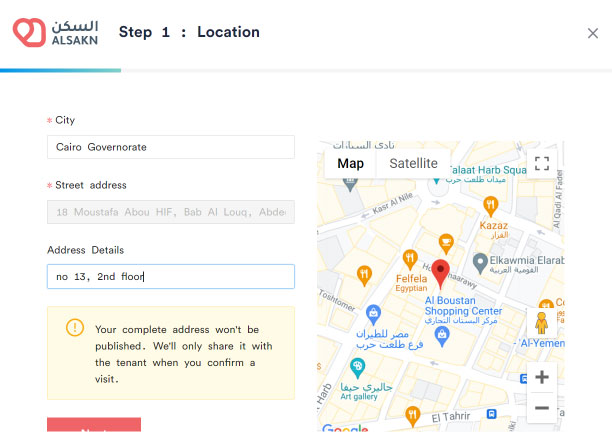 السكن
ALSAKN
Step 1 : Location
* City
Cairo Governorate
* Street address
18 Moustafa Abou HIF, Bab Al Louq, Abde
Address Details
no 13, 2nd floor
Your complete address won't be
published. We'll only share it with
the tenant when you confirm a
visit.
نادي السيارات
Map
Satellite
Talaat Harb Squa
ميدان طلعت حرب
Kasr Al Nile
Al Qadi Al Fadel
Kazaz
القزاز
Elkawmia Elarab
القومية العربية
Felfela
Egyptian
Al Boustan
Shopping Center
مركز البستان التجاري
Toshtomer
مصر للطيران
فرع طلعت حرب
Al-Yemen
جاليري حيفا
Art gallery
Harb
El Tahrir
Google